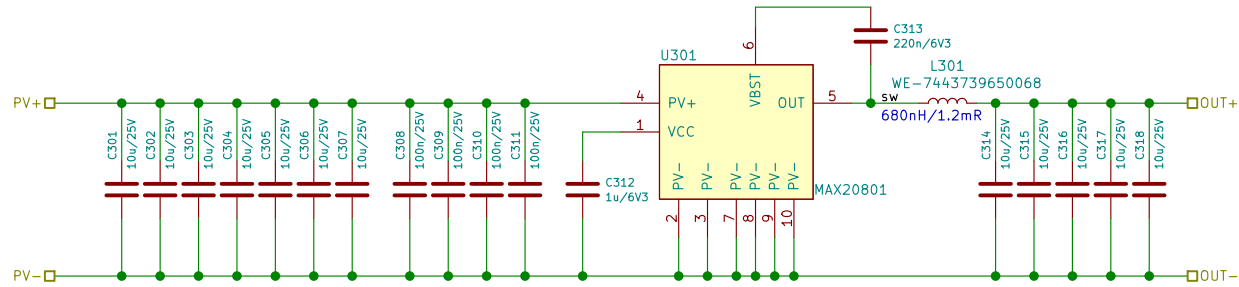 C313
220n/6V3
6
U301
L301
WE-7443739650068
VBST
PV+
4
PV+
OUT
5
sw
OUT+
680nH/1.2mR
1
VCC
C301
10u/25V
C302
10u/25V
C303
10u/25V
C304
10u/25V
C305
10u/25V
C306
10u/25V
C307
10u/25V
C308
100n/25V
C309
100n/25V
C310
100n/25V
C311
100n/25V
C312
1u/6V3
PV-
PV-
PV-
PV-
PV-
PV-
MAX20801
2
3
7
8
9
10
C314
10u/25V
C315
10u/25V
C316
10u/25V
C317
10u/25V
C318
10u/25V
PV-
OUT-